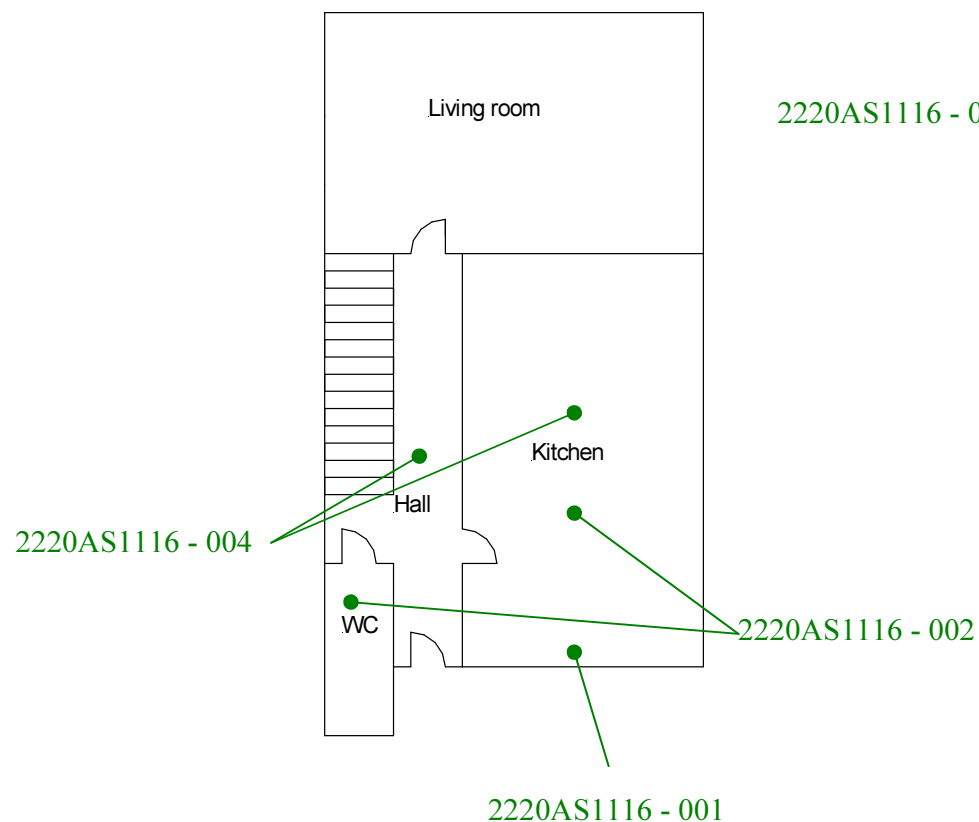 Living room
2220AS1116 - 0
Kitchen
Hall
2220AS1116 - 004
WC
2220AS1116 - 002
2220AS1116 - 001